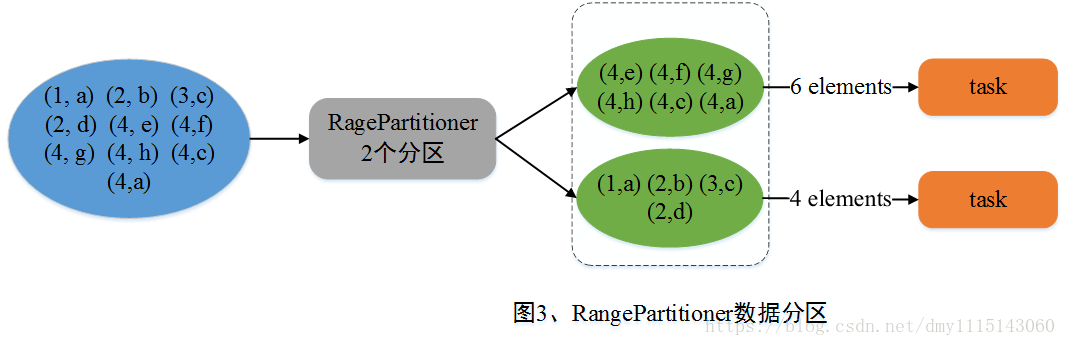 (1, a) (2, b) (3,c)
(2, d) (4, e) (4,f)
(4, g) (4, h) (4,c)
(4,a)
RagePartitioner
2个分区
(4,e) (4,f) (4,g)
(4,h) (4,c) (4,a)
6 elements
task
(1,a) (2,b) (3,c)
(2,d)
4 elements
task
图3、RangePartitioner数据分区
https://blog.csdn.net/dmy1115143060